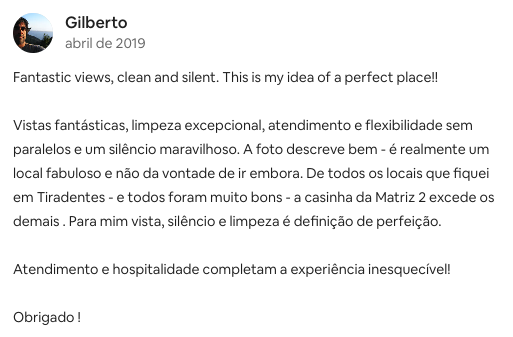 Gilberto
abril de 2019
Fantastic views, clean and silent. This is my idea of a perfect place!!
Vistas fantásticas, limpeza excepcional, atendimento e flexibilidade sem
paralelos e um silêncio maravilhoso. A foto descreve bem - é realmente um
local fabuloso e não da vontade de ir embora. De todos os locais que fiquei
em Tiradentes - e todos foram muito bons - a casinha da Matriz 2 excede os
demais . Para mim vista, silêncio e limpeza é definição de perfeição.
Atendimento e hospitalidade completam a experiência inesquecível!
Obrigado !